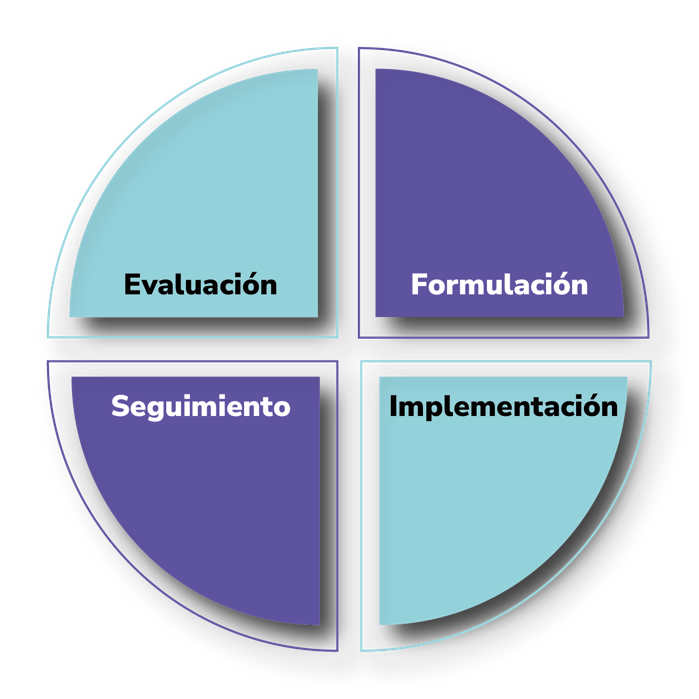 Evaluación
Formulación
Seguimiento
Implementación